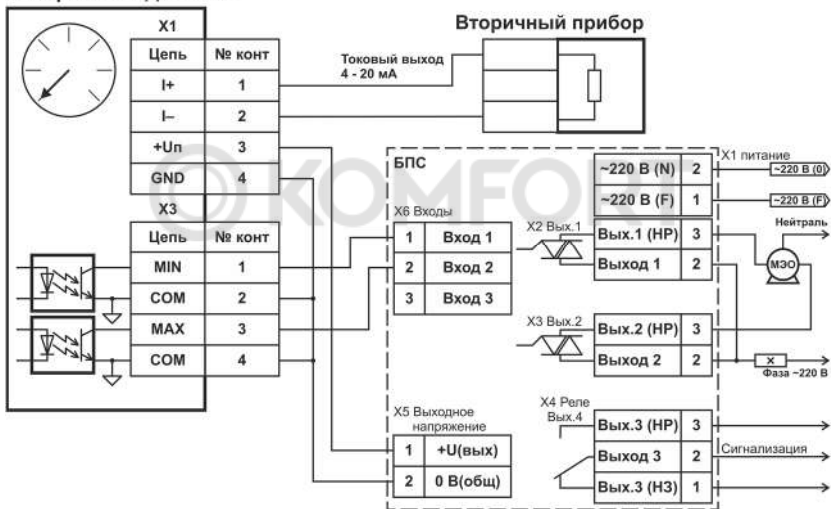 X1
Вторичный прибор
Цепь № конт
I+ 1
I– 2
+Uп 3
GND 4
Токовый выход
4 - 20 мА
X3
Цепь № конт
MIN 1
COM 2
MAX 3
COM 4
KOMFORT
БПС
X6 Входы
1 Вход 1
2 Вход 2
3 Вход 3
X5 Выходное
напряжение
1 +U(вых)
2 0 В(общ)
X1 питание
~220 В (N) 2
~220 В (0)
~220 В (F) 1
~220 В (F)
X2 Вых.1
Вых.1 (НР) 3
Выход 1 2
Нейтраль
МЭО
X3 Вых.2
Вых.2 (НР) 3
Выход 2 2
Фаза ~220 В
X4 Реле
Вых.4
Вых.3 (НР) 3
Выход 3 2
Вых.3 (НЗ) 1
Сигнализация